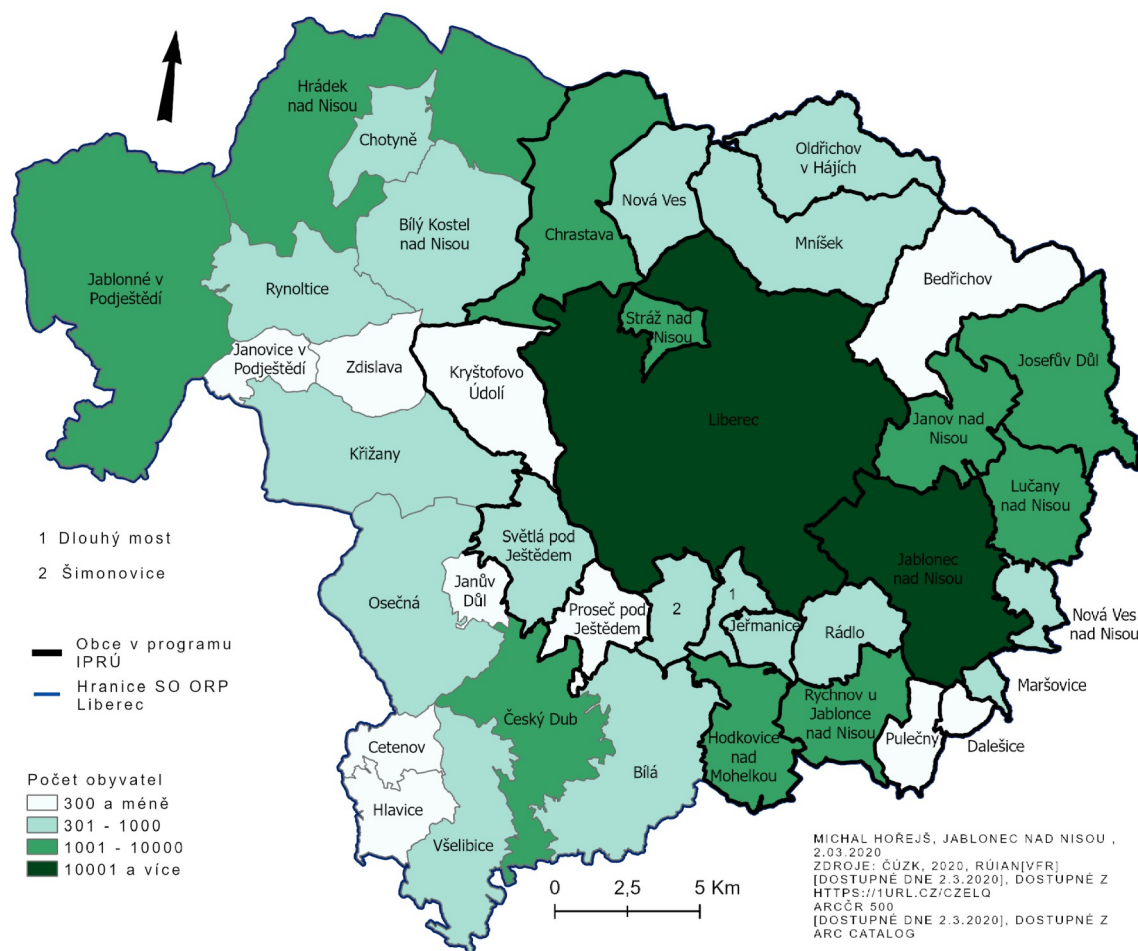 Hrádek
nad Nisou
Chotyně
Oldřichov
v Hájích
Nová Ves
Bílý Kostel
nad Nisou
Chrastava
Mníšek
Jablonné v
Podještědí
Rynoltice
Bedřichov
Stráž nad
Nisou
Janovice v
Podještědí
Zdislava
Kryštofovo
Údolí
Josefův Důl
Liberec
Janov nad
Nisou
Křižany
Lučany
nad Nisou
Světlá pod
Ještědem
Jablonec
nad Nisou
1 Dlouhý most
2 Šimonovice
Janův
Důl
Osečná
Proseč pod
Ještědem
2
1
Jeřmanice
Rádlo
Nová Ves
nad Nisou
Obce v programu
IPRÚ
Hranice SO ORP
Liberec
Maršovice
Rychnov u
Jablonce
nad Nisou
Český Dub
Hodkovice
nad
Mohelkou
Pulečný
Dalešice
Cetenov
Bílá
Hlavice
Všelibice
Počet obyvatel
300 a méně
301 - 1000
1001 - 10000
10001 a více
0 2,5 5 Km
MICHAL HOŘEJŠ, JABLONEC NAD NISOU ,
2.03.2020
ZDROJE: ČÚZK, 2020, RÚIAN[VFR]
[DOSTUPNÉ DNE 2.3.2020], DOSTUPNÉ Z
HTTPS://1URL.CZ/CZELQ
ARCČR 500
[DOSTUPNÉ DNE 2.3.2020], DOSTUPNÉ Z
ARC CATALOG